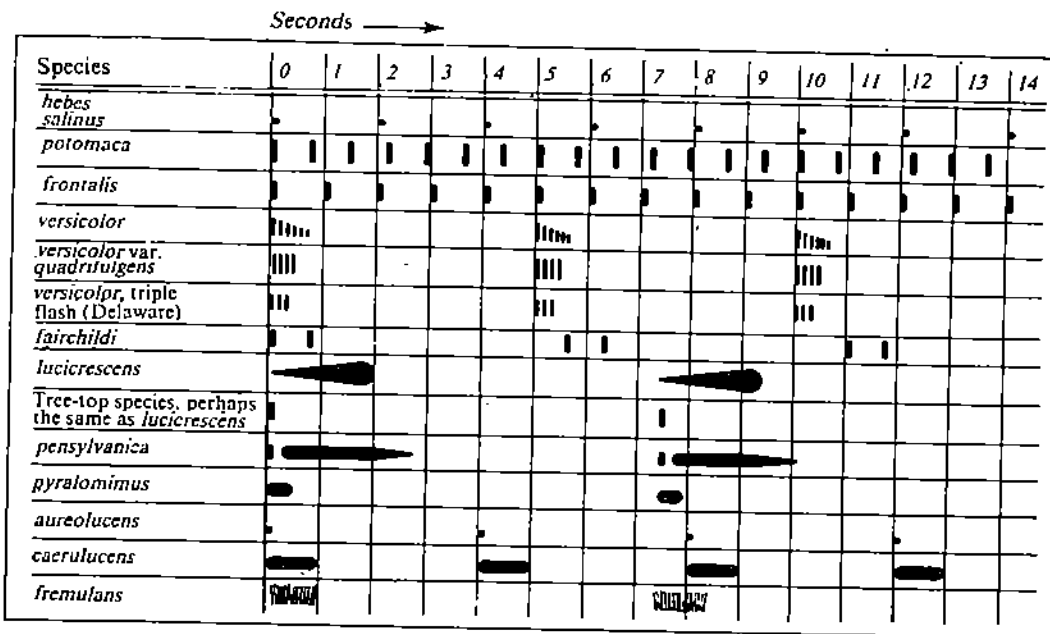 Seconds
Species 0 1 2 3 4 5 6 7 8 9 10 11 12 13 14
hebes
salinus
potomaca
frontalis
versicolor
versicolor var.
quadrifulgens
versicolor, triple
flash (Delaware)
fairchildi
lucicrescens
Tree-top species, perhaps
the same as lucicrescens
pensylvanica
pyralomimus
aureolucens
caerulucens
fremulans